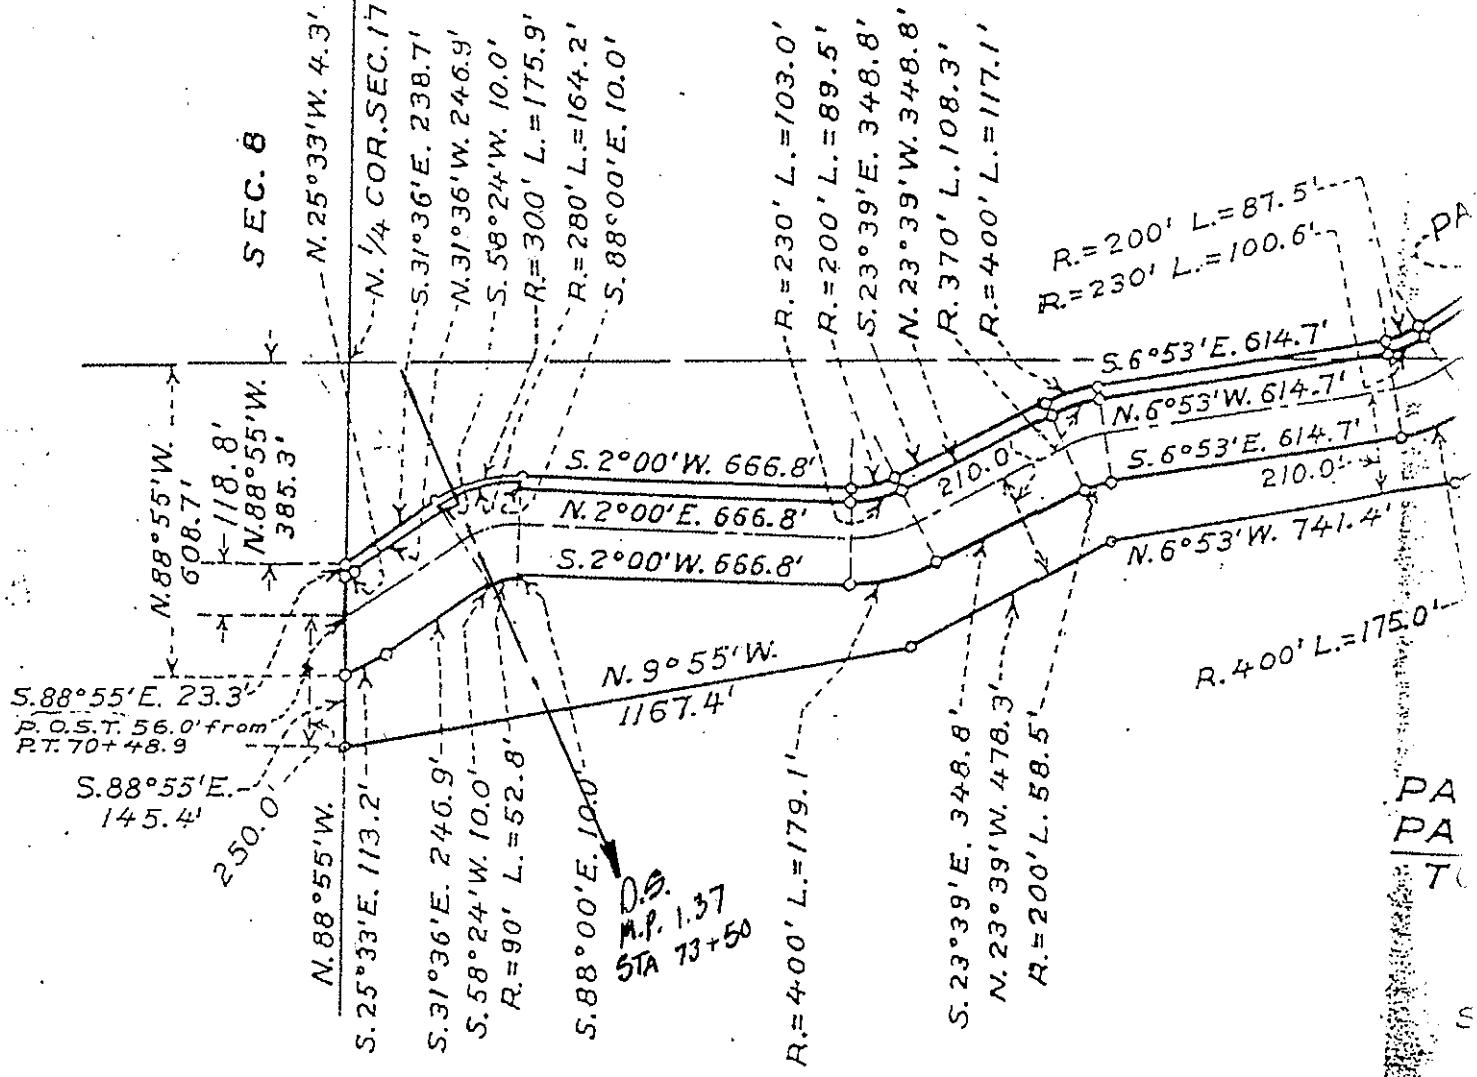 SEC. 8
N.25°33'W. 4.3'
N. 1/4 COR. SEC. 17
S.31°36'E. 238.7'
N.31°36'W. 246.9'
S.58°24'W. 10.0'
R.=300' L.=175.9'
R.=280' L.=164.2'
S.88°00'E. 10.0'
R.=230' L.=103.0'
R.=200' L.=89.5'
S.23°39'E. 348.8'
N.23°39'W. 348.8'
R.370' L.108.3'
R.=400' L.=117.1'
R.=200' L.=87.5'
R.=230' L.=100.6'
PA
S.6°53'E. 614.7'
N.6°53'W. 614.7'
S.6°53'E. 614.7'
210.0'
N.6°53'W. 741.4'
210.0'
S.2°00'W. 666.8'
N.2°00'E. 666.8'
S.2°00'W. 666.8'
N.88°55'W.
608.7'
118.8'
N.88°55'W.
385.3'
S.88°55'E. 23.3'
P.O.S.T. 56.0' from
P.T. 70+48.9
S.88°55'E.
145.4'
250.0'
N. 9°55'W.
1167.4'
R.400' L.=175.0'
N.88°55'W.
S.25°33'E. 113.2'
S.31°36'E. 246.9'
S.58°24'W. 10.0'
R.=90' L.=52.8'
S.88°00'E. 10.0'
D.S.
M.P. 1.37
STA 73+50
R.=400' L.=179.1'
S.23°39'E. 348.8'
N.23°39'W. 478.3'
R.=200' L. 58.5'
PA
PA
T